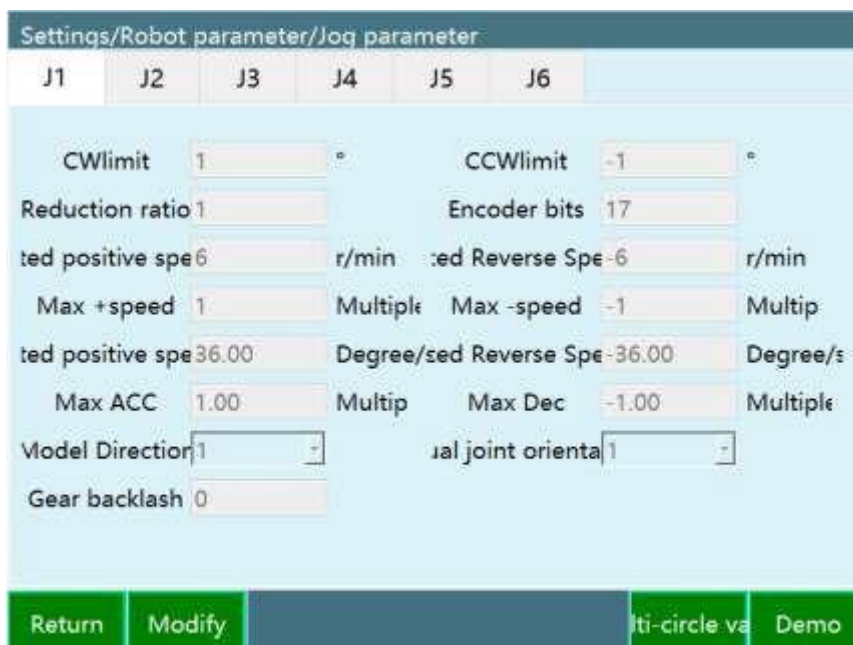 Settings/Robot parameter/Jog parameter
J1 J2 J3 J4 J5 J6
CWlimit 1 ° CCWlimit -1 °
Reduction ratio 1 Encoder bits 17
ted positive spe 6 r/min :ed Reverse Spe -6 r/min
Max +speed 1 Multiple Max -speed -1 Multip
ted positive spe 36.00 Degree/sed Reverse Spe -36.00 Degree/s
Max ACC 1.00 Multip Max Dec -1.00 Multiple
Model Direction 1 ual joint orienta 1
Gear backlash 0
Return Modify lti-circle va Demo